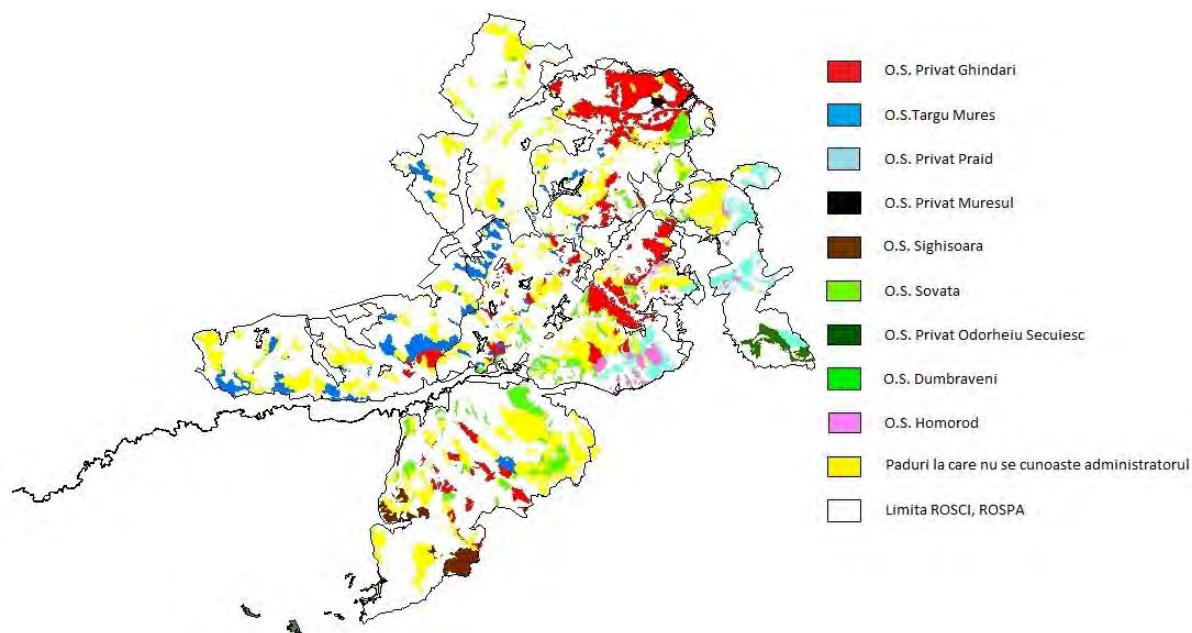 O.S. Privat Ghindari
O.S.Targu Mures
O.S. Privat Praid
O.S. Privat Muresul
O.S. Sighisoara
O.S. Sovata
O.S. Privat Odorheiu Secuiesc
O.S. Dumbraveni
O.S. Homorod
Paduri la care nu se cunoaste administratorul
Limita ROSCI, ROSPA